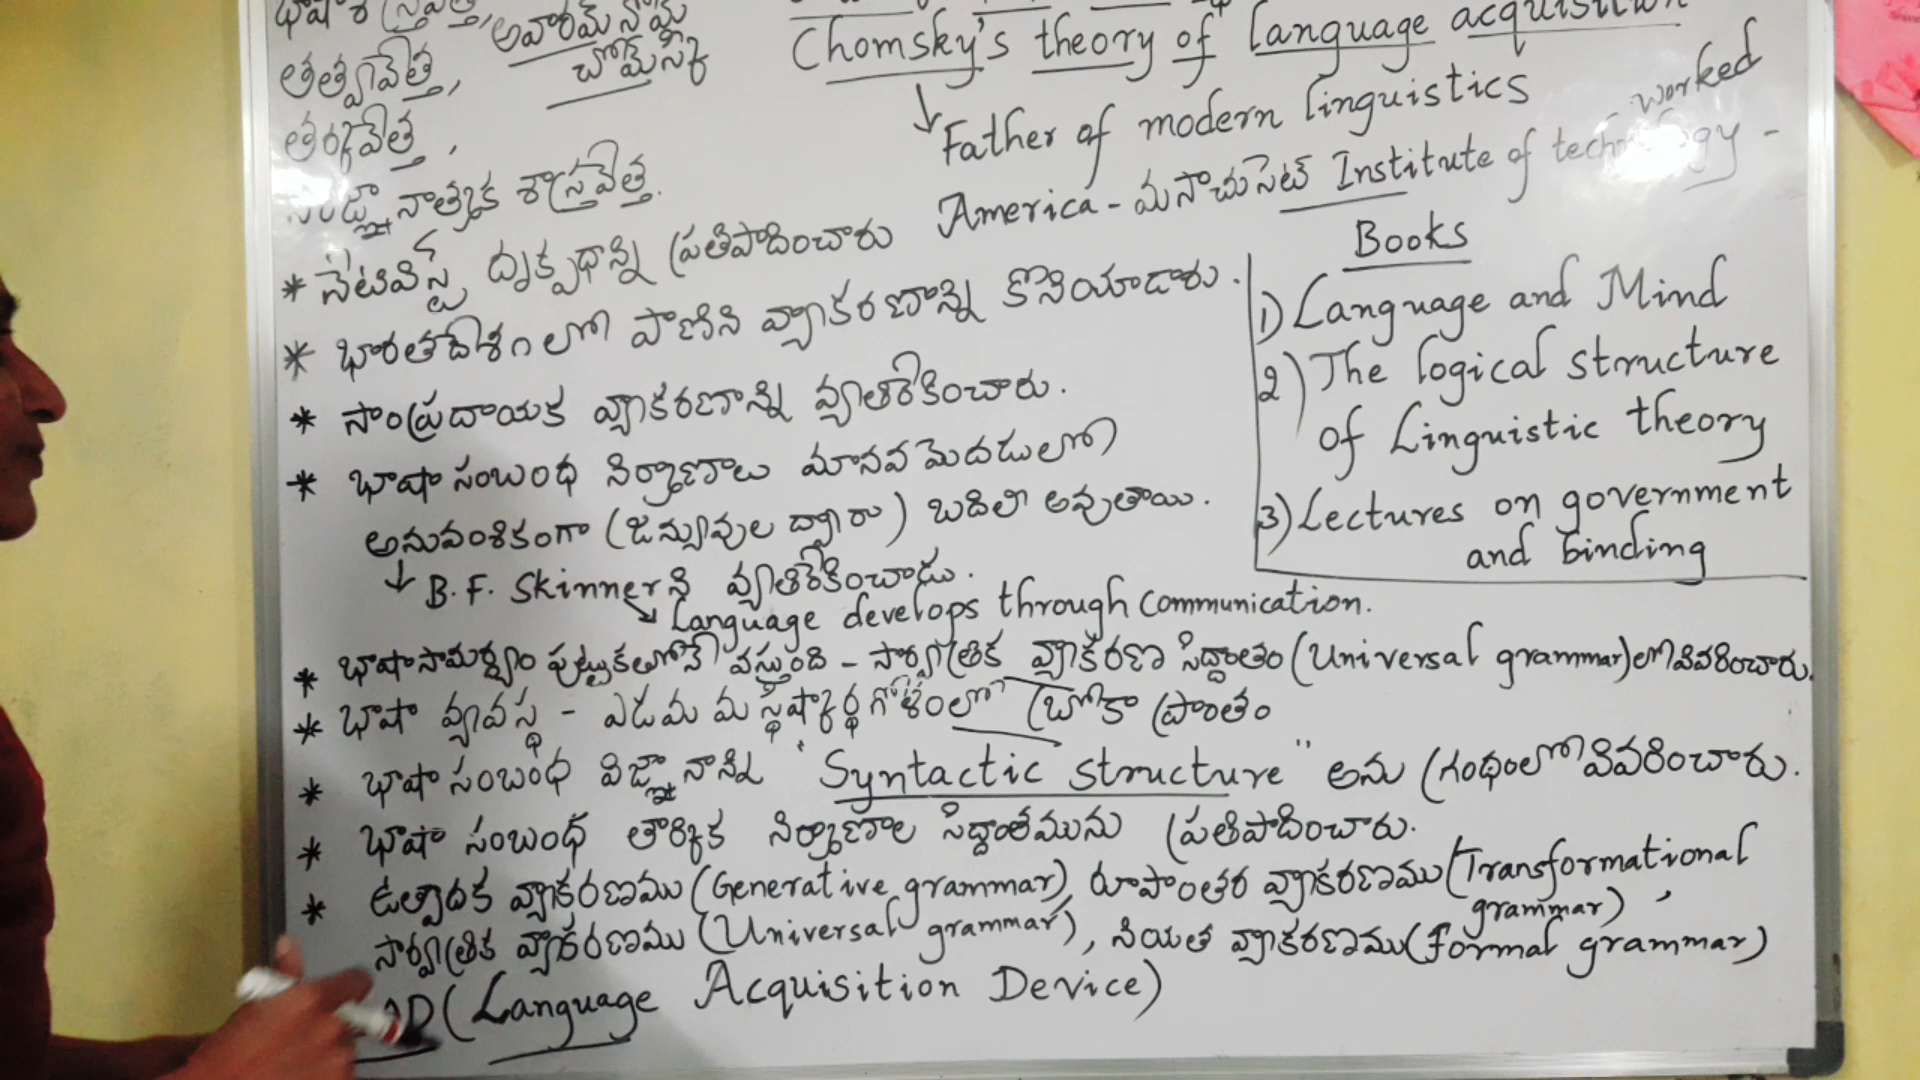 భాషా శాస్త్రవేత్త,
తత్వవేత్త,
తర్కవేత్త,
సంజ్ఞానాత్మక శాస్త్రవేత్త.
అవ్రామ్ నోమ్
చోమ్‌స్కీ
Chomsky's theory of language acquisition
Father of modern linguistics
America - మసాచుసెట్ Institute of technology - worked
* నేటివిస్ట్ దృక్పథాన్ని ప్రతిపాదించారు
* భారతదేశంలో పాణిని వ్యాకరణాన్ని కొనియాడారు.
* సాంప్రదాయక వ్యాకరణాన్ని వ్యతిరేకించారు.
* భాషా సంబంధ నిర్మాణాలు మానవ మెదడులో
అనువంశికంగా (జన్యువుల ద్వారా) బదిలీ అవుతాయి.
B.F. Skinner ని వ్యతిరేకించాడు.
Language develops through communication.
Books
1) Language and Mind
2) The logical structure
of Linguistic theory
3) Lectures on government
and binding
* భాషాసామర్థ్యం పుట్టుకతోనే వస్తుంది - సార్వత్రిక వ్యాకరణ సిద్ధాంతం (Universal grammar)లో వివరించారు.
* భాషా వ్యవస్థ - ఎడమ మస్తిష్కార్థ గోళంలో బ్రోకా ప్రాంతం
* భాషా సంబంధ విజ్ఞానాన్ని "Syntactic structure" అను గ్రంథంలో వివరించారు.
* భాషా సంబంధ తార్కిక నిర్మాణాల సిద్ధాంతమును ప్రతిపాదించారు.
* ఉత్పాదక వ్యాకరణము (Generative grammar), రూపాంతర వ్యాకరణము (Transformational grammar),
సార్వత్రిక వ్యాకరణము (Universal grammar), నియత వ్యాకరణము (formal grammar)
(Language Acquisition Device)